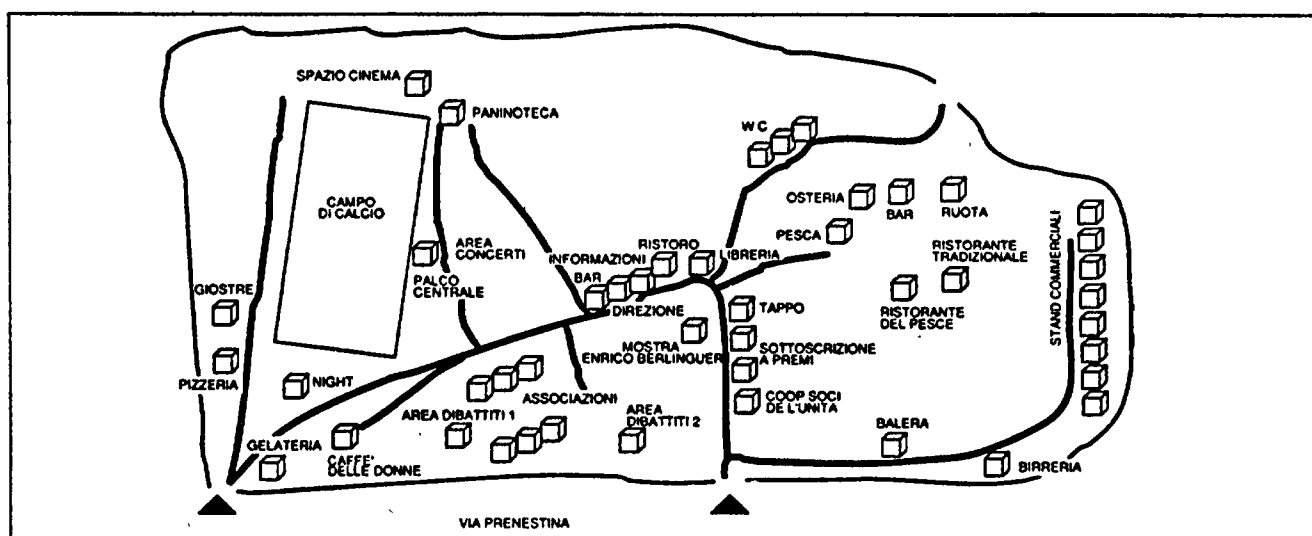 SPAZIO CINEMA
PANINOTECA
W C
CAMPO
DI CALCIO
OSTERIA
BAR
RUOTA
PESCA
AREA
CONCERTI
RISTORO
INFORMAZIONI
LIBRERIA
RISTORANTE
TRADIZIONALE
STAND COMMERCIALI
PALCO
CENTRALE
BAR
GIOSTRE
DIREZIONE
TAPPO
RISTORANTE
DEL PESCE
MOSTRA
ENRICO BERLINGUER
SOTTOSCRIZIONE
A PREMI
PIZZERIA
NIGHT
ASSOCIAZIONI
COOP SOCI
DE L'UNITA
AREA DIBATTITI 1
AREA
DIBATTITI 2
BALERA
GELATERIA
CAFFE'
DELLE DONNE
BIRRERIA
VIA PRENESTINA